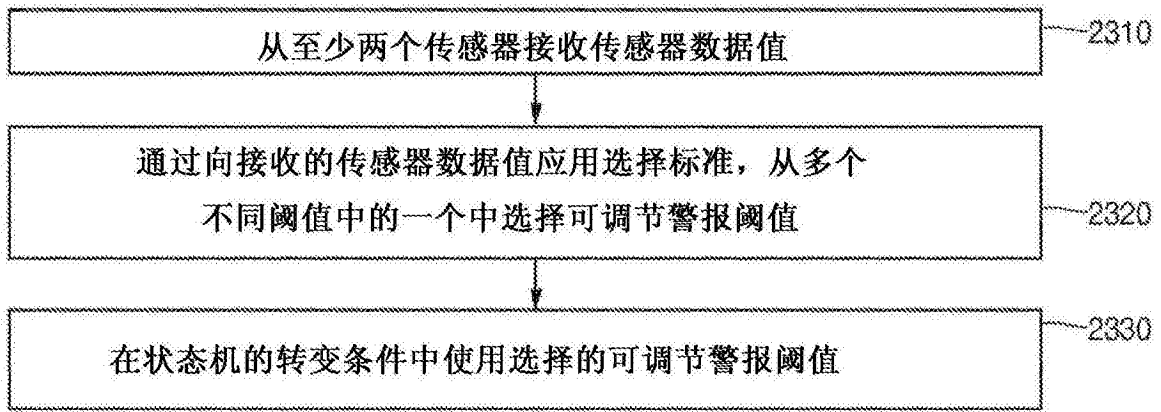 从至少两个传感器接收传感器数据值
2310
通过向接收的传感器数据值应用选择标准，从多个
不同阈值中的一个中选择可调节警报阈值
2320
在状态机的转变条件中使用选择的可调节警报阈值
2330